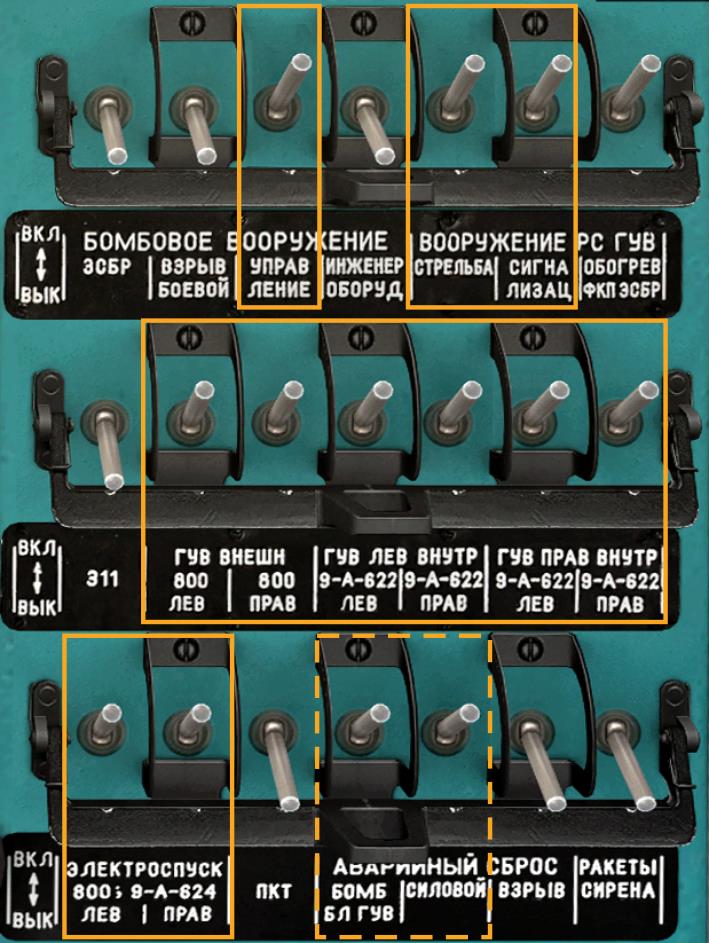 ВКЛ
ВЫК
БОМБОВОЕ ВООРУЖЕНИЕ
ВООРУЖЕНИЕ РС ГУВ
ЭСБР
ВЗРЫВ
БОЕВОЙ
УПРАВ
ЛЕНИЕ
ИНЖЕНЕР
ОБОРУД
СТРЕЛЬБА
СИГНА
ЛИЗАЦ
ОБОГРЕВ
ФКП ЭСБР
ВКЛ
ВЫК
311
ГУВ ВНЕШН
800
ЛЕВ
800
ПРАВ
ГУВ ЛЕВ ВНУТР
9-А-622
ЛЕВ
9-А-622
ПРАВ
ГУВ ПРАВ ВНУТР
9-А-622
ЛЕВ
9-А-622
ПРАВ
ВКЛ
ВЫК
ЭЛЕКТРОСПУСК
800; 9-А-624
ЛЕВ
ПРАВ
ПКТ
АВАРИЙНЫЙ СБРОС
БОМБ
БЛ ГУВ
СИЛОВОЙ
ВЗРЫВ
РАКЕТЫ
СИРЕНА